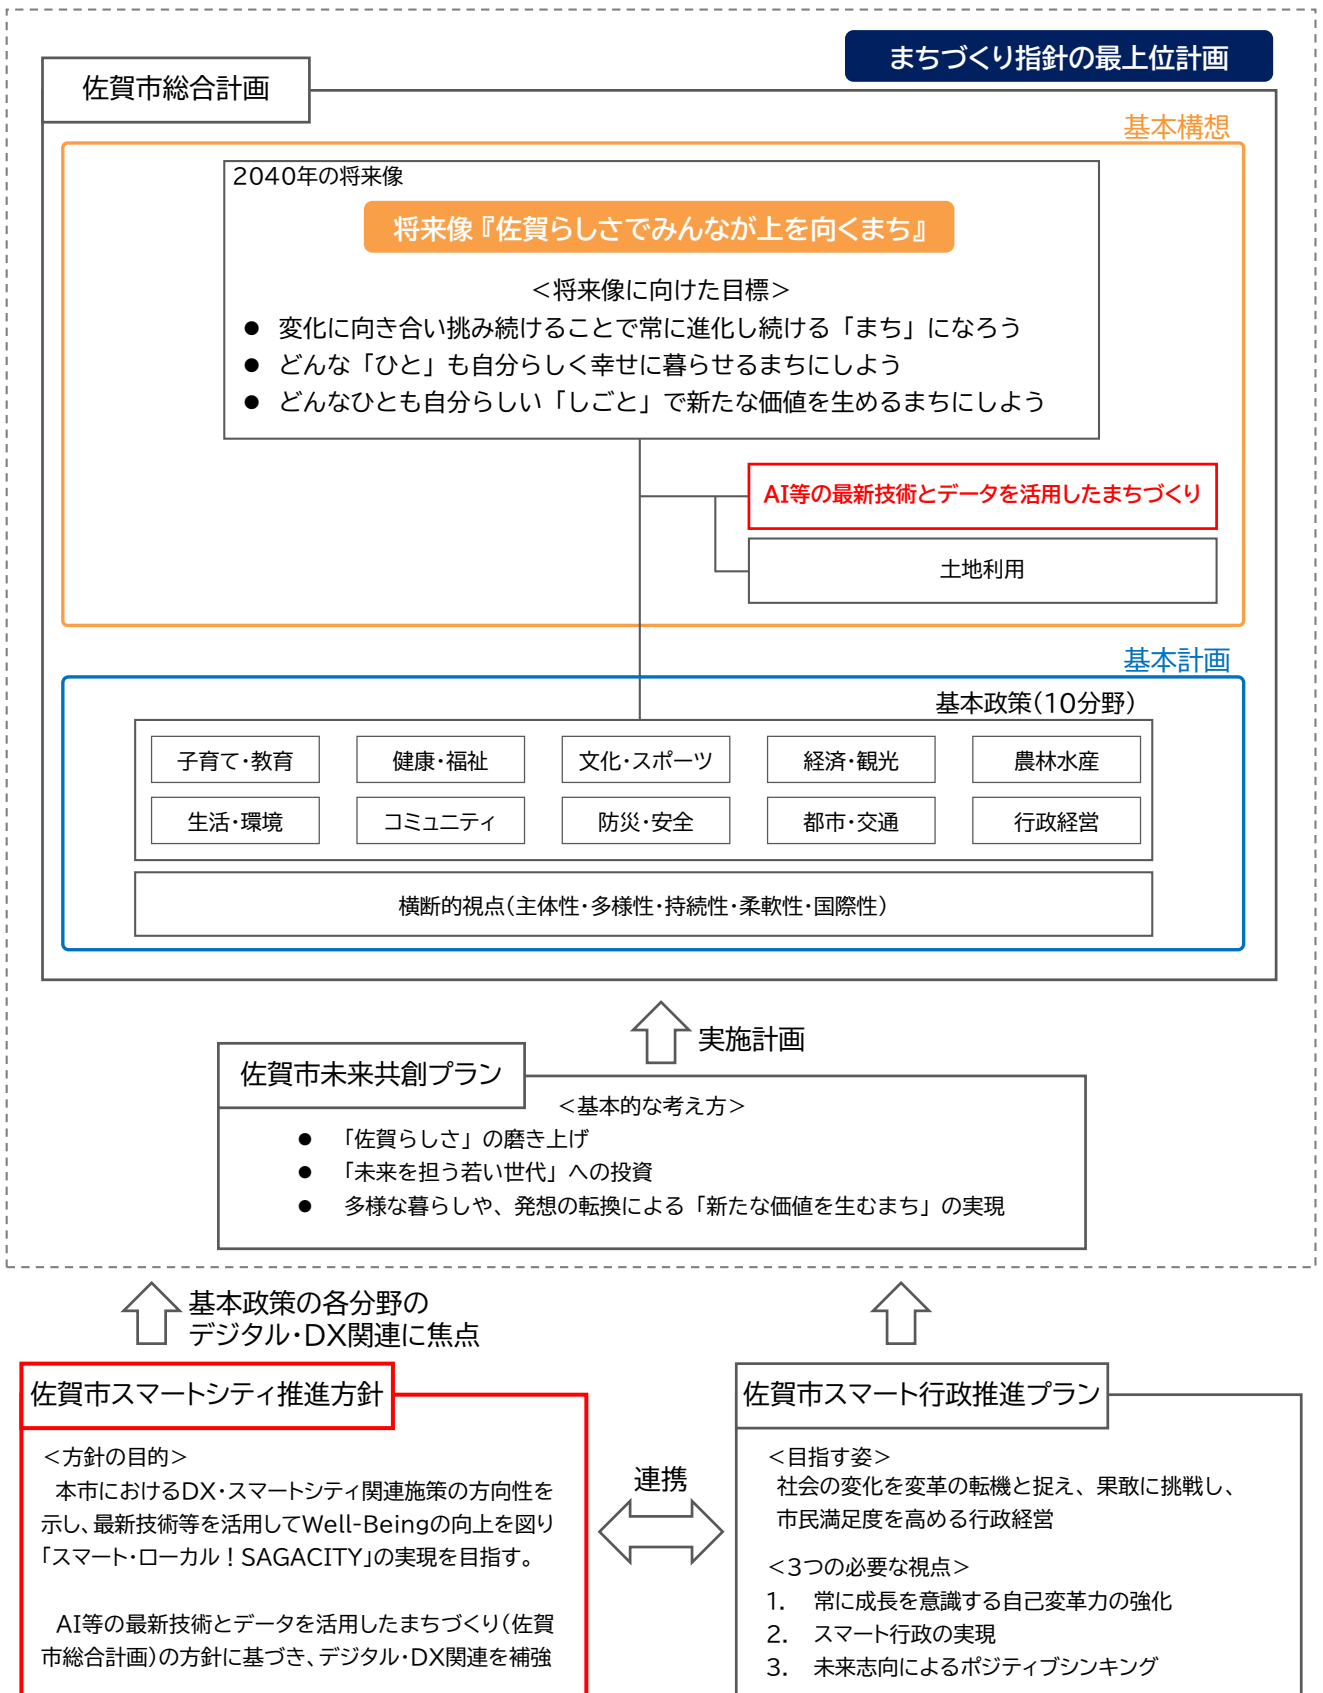 まちづくり指針の最上位計画
佐賀市総合計画
基本構想
2040年の将来像
将来像『佐賀らしさでみんなが上を向くまち』
＜将来像に向けた目標＞
● 変化に向き合い挑み続けることで常に進化し続ける「まち」になろう
● どんな「ひと」も自分らしく幸せに暮らせるまちにしよう
● どんなひとも自分らしい「しごと」で新たな価値を生めるまちにしよう
AI等の最新技術とデータを活用したまちづくり
土地利用
基本計画
基本政策（10分野）
子育て・教育 健康・福祉 文化・スポーツ 経済・観光 農林水産
生活・環境 コミュニティ 防災・安全 都市・交通 行政経営
横断的視点（主体性・多様性・持続性・柔軟性・国際性）
実施計画
佐賀市未来共創プラン
＜基本的な考え方＞
● 「佐賀らしさ」の磨き上げ
● 「未来を担う若い世代」への投資
● 多様な暮らしや、発想の転換による「新たな価値を生むまち」の実現
基本政策の各分野の
デジタル・DX関連に焦点
佐賀市スマートシティ推進方針
＜方針の目的＞
本市におけるDX・スマートシティ関連施策の方向性を
示し、最新技術等を活用してWell-Beingの向上を図り
「スマート・ローカル！SAGACITY」の実現を目指す。
AI等の最新技術とデータを活用したまちづくり（佐賀
市総合計画）の方針に基づき、デジタル・DX関連を補強
連携
佐賀市スマート行政推進プラン
＜目指す姿＞
社会の変化を変革の転機と捉え、果敢に挑戦し、
市民満足度を高める行政経営
＜3つの必要な視点＞
1. 常に成長を意識する自己変革力の強化
2. スマート行政の実現
3. 未来志向によるポジティブシンキング